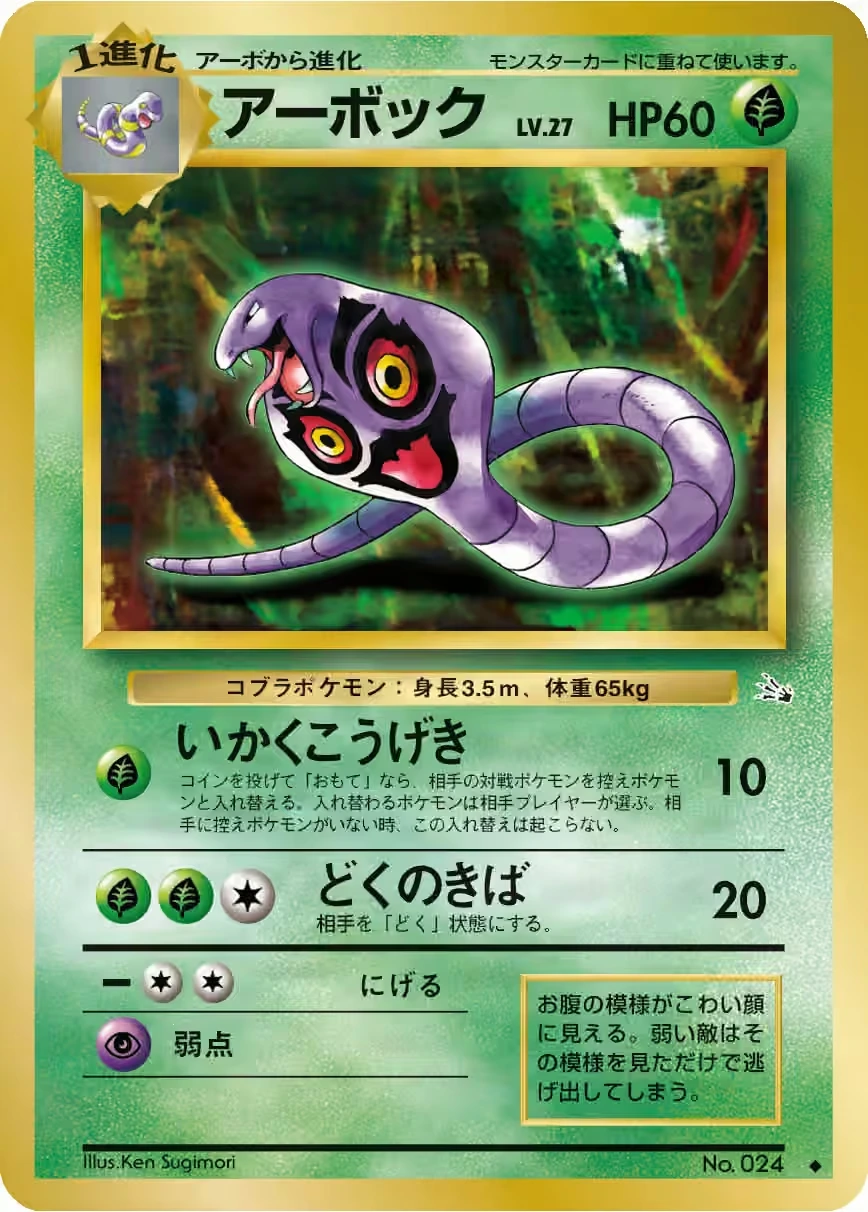 1進化
アーボから進化
モンスターカードに重ねて使います。
アーボック LV.27 HP60
コブラポケモン：身長3.5m、体重65kg
いかくこうげき
10
コインを投げて「おもて」なら、相手の対戦ポケモンを控えポケモ
ンと入れ替える。入れ替わるポケモンは相手プレイヤーが選ぶ。相
手に控えポケモンがいない時、この入れ替えは起こらない。
どくのきば
20
相手を「どく」状態にする。
ー にげる
弱点
お腹の模様がこわい顔
に見える。弱い敵はそ
の模様を見ただけで逃
げ出してしまう。
Illus.Ken Sugimori
No. 024